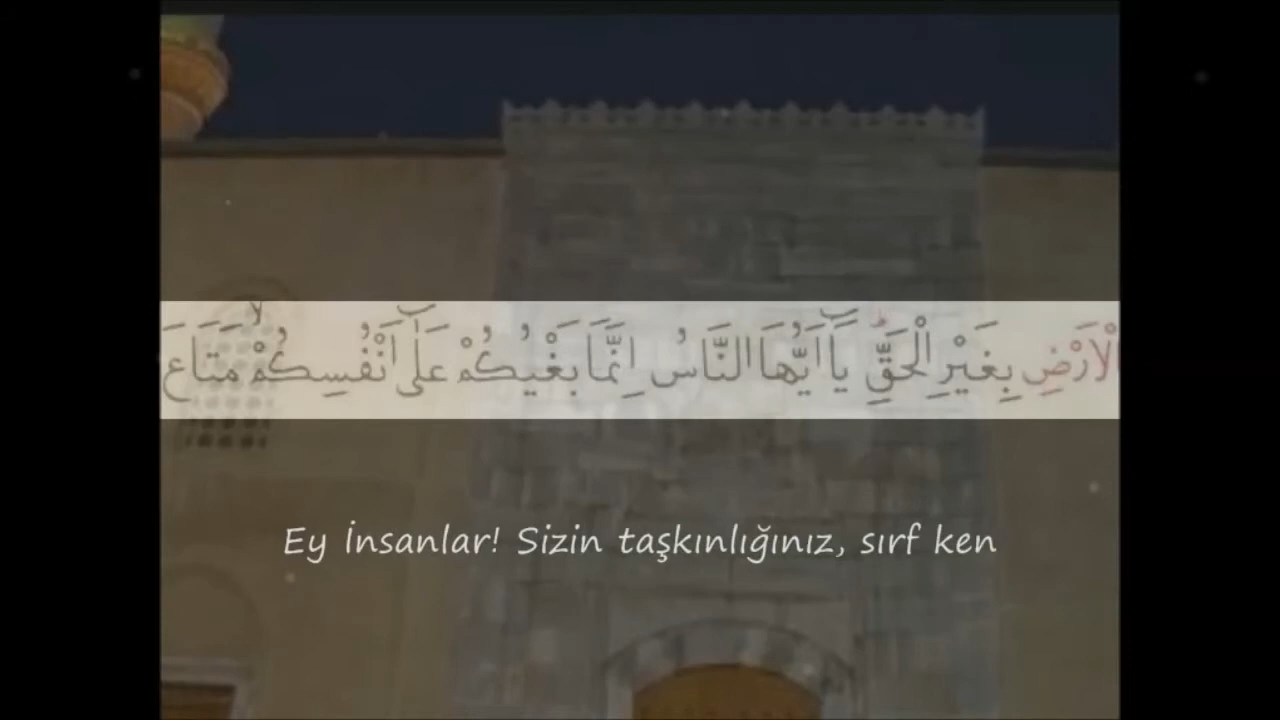 الْاَرْضِ بِغَيْرِ الْحَقِّ يَٓا اَيُّهَا النَّاسُ اِنَّمَا بَغْيُكُمْ عَلٰٓى اَنْفُسِكُمْۙ مَتَاعَ
Ey İnsanlar! Sizin taşkınlığınız, sırf ken